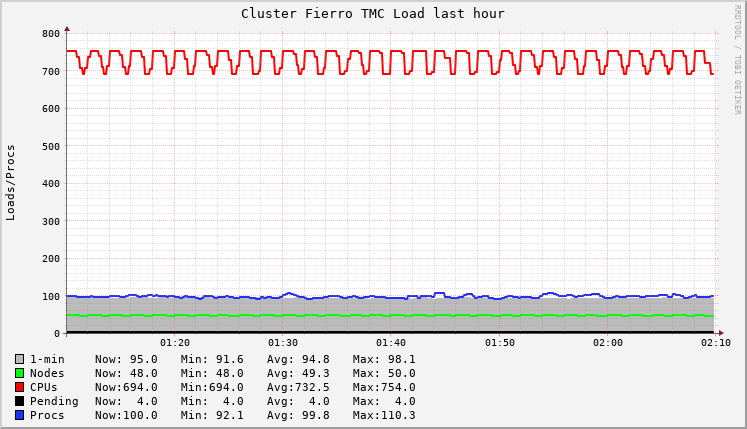 Cluster Fierro TMC Load last hour
RRDTOOL / TOBI OETIKER
Loads/Procs
800
700
600
500
400
300
200
100
0
01:20 01:30 01:40 01:50 02:00 02:10
1-min Now: 95.0 Min: 91.6 Avg: 94.8 Max: 98.1
Nodes Now: 48.0 Min: 48.0 Avg: 49.3 Max: 50.0
CPUs Now:694.0 Min:694.0 Avg:732.5 Max:754.0
Pending Now: 4.0 Min: 4.0 Avg: 4.0 Max: 4.0
Procs Now:100.0 Min: 92.1 Avg: 99.8 Max:110.3